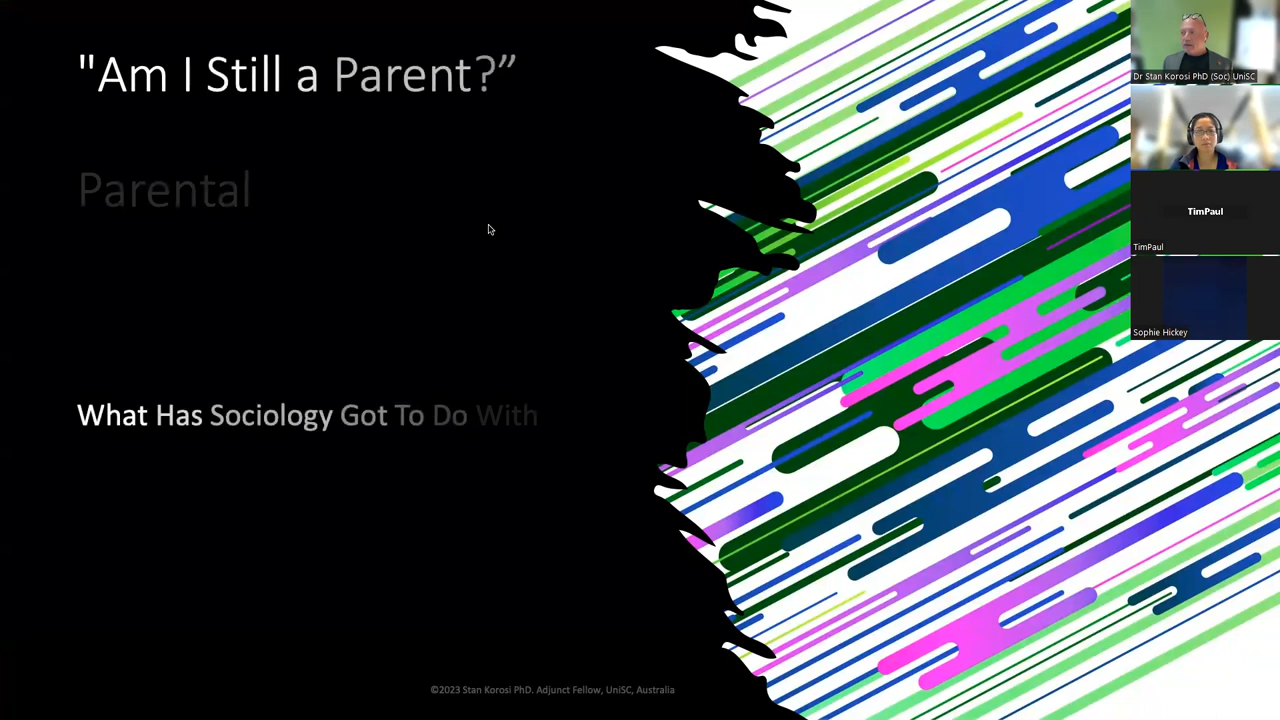 "Am I Still a Parent?”
Parental
What Has Sociology Got To Do With
©2023 Stan Korosi PhD. Adjunct Fellow, UniSC, Australia
Dr Stan Korosi PhD (Soc) UniSC
TimPaul
TimPaul
Sophie Hickey